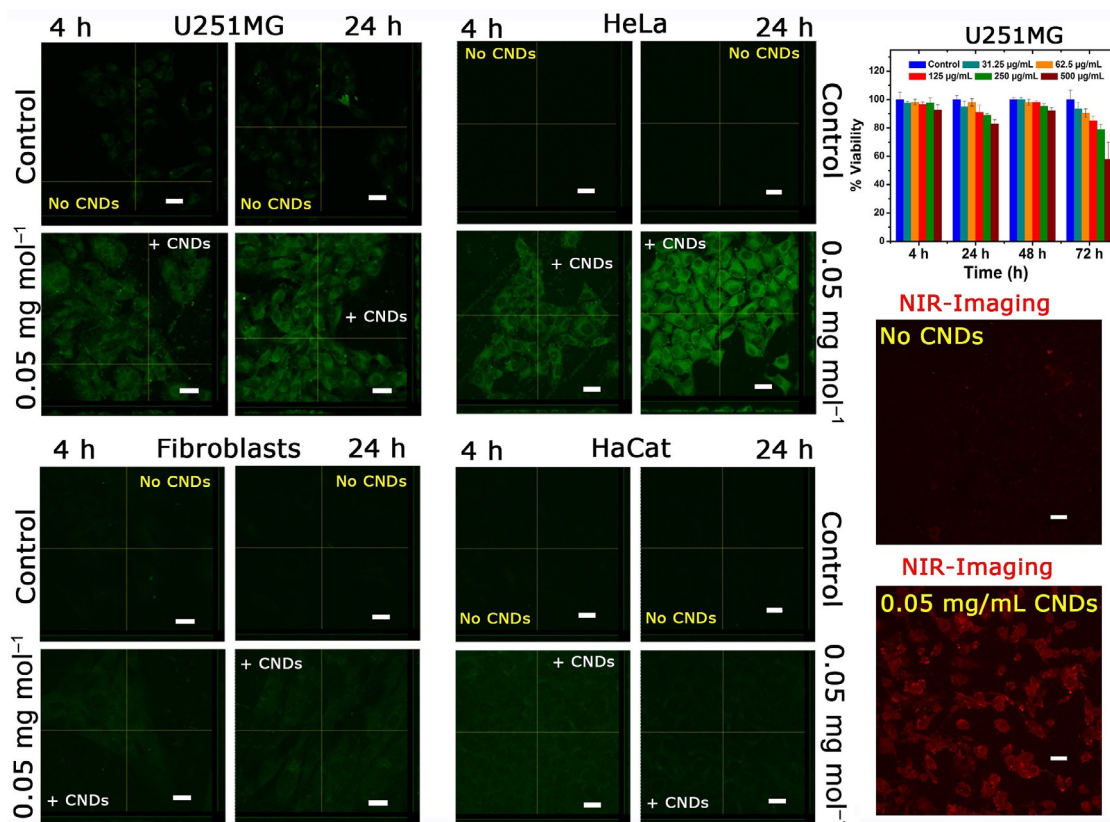 4 h U251MG 24 h
Control
No CNDs
No CNDs
0.05 mg mol⁻¹
+ CNDs
+ CNDs
HeLa
4 h 24 h
No CNDs
No CNDs
Control
+ CNDs
+ CNDs
0.05 mg mol⁻¹
4 h Fibroblasts 24 h
Control
No CNDs
No CNDs
0.05 mg mol⁻¹
+ CNDs
+ CNDs
4 h HaCat 24 h
No CNDs
No CNDs
Control
+ CNDs
+ CNDs
0.05 mg mol⁻¹
U251MG
Control 31.25 µg/mL 62.5 µg/mL
125 µg/mL 250 µg/mL 500 µg/mL
% Viability
120
100
80
60
40
20
0
4 h 24 h 48 h 72 h
Time (h)
NIR-Imaging
No CNDs
NIR-Imaging
0.05 mg/mL CNDs